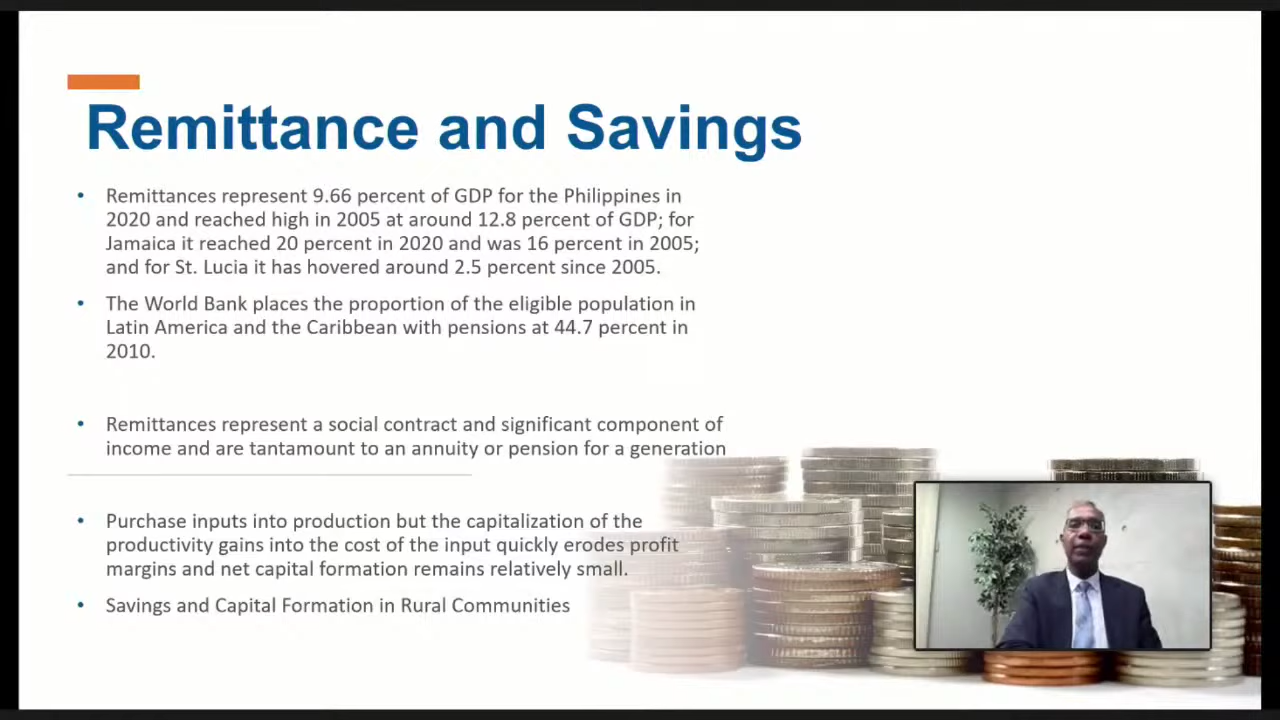 Remittance and Savings
• Remittances represent 9.66 percent of GDP for the Philippines in
2020 and reached high in 2005 at around 12.8 percent of GDP; for
Jamaica it reached 20 percent in 2020 and was 16 percent in 2005;
and for St. Lucia it has hovered around 2.5 percent since 2005.
• The World Bank places the proportion of the eligible population in
Latin America and the Caribbean with pensions at 44.7 percent in
2010.
• Remittances represent a social contract and significant component of
income and are tantamount to an annuity or pension for a generation
• Purchase inputs into production but the capitalization of the
productivity gains into the cost of the input quickly erodes profit
margins and net capital formation remains relatively small.
• Savings and Capital Formation in Rural Communities